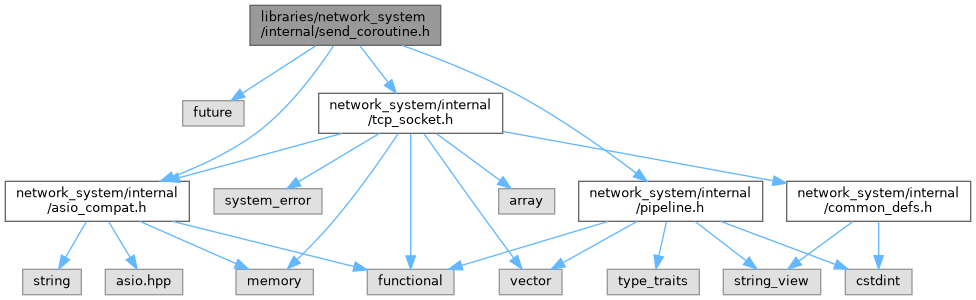 libraries/network_system
/internal/send_coroutine.h
future
network_system/internal
/tcp_socket.h
network_system/internal
/asio_compat.h
system_error
array
network_system/internal
/pipeline.h
network_system/internal
/common_defs.h
string
asio.hpp
memory
functional
vector
type_traits
string_view
cstdint